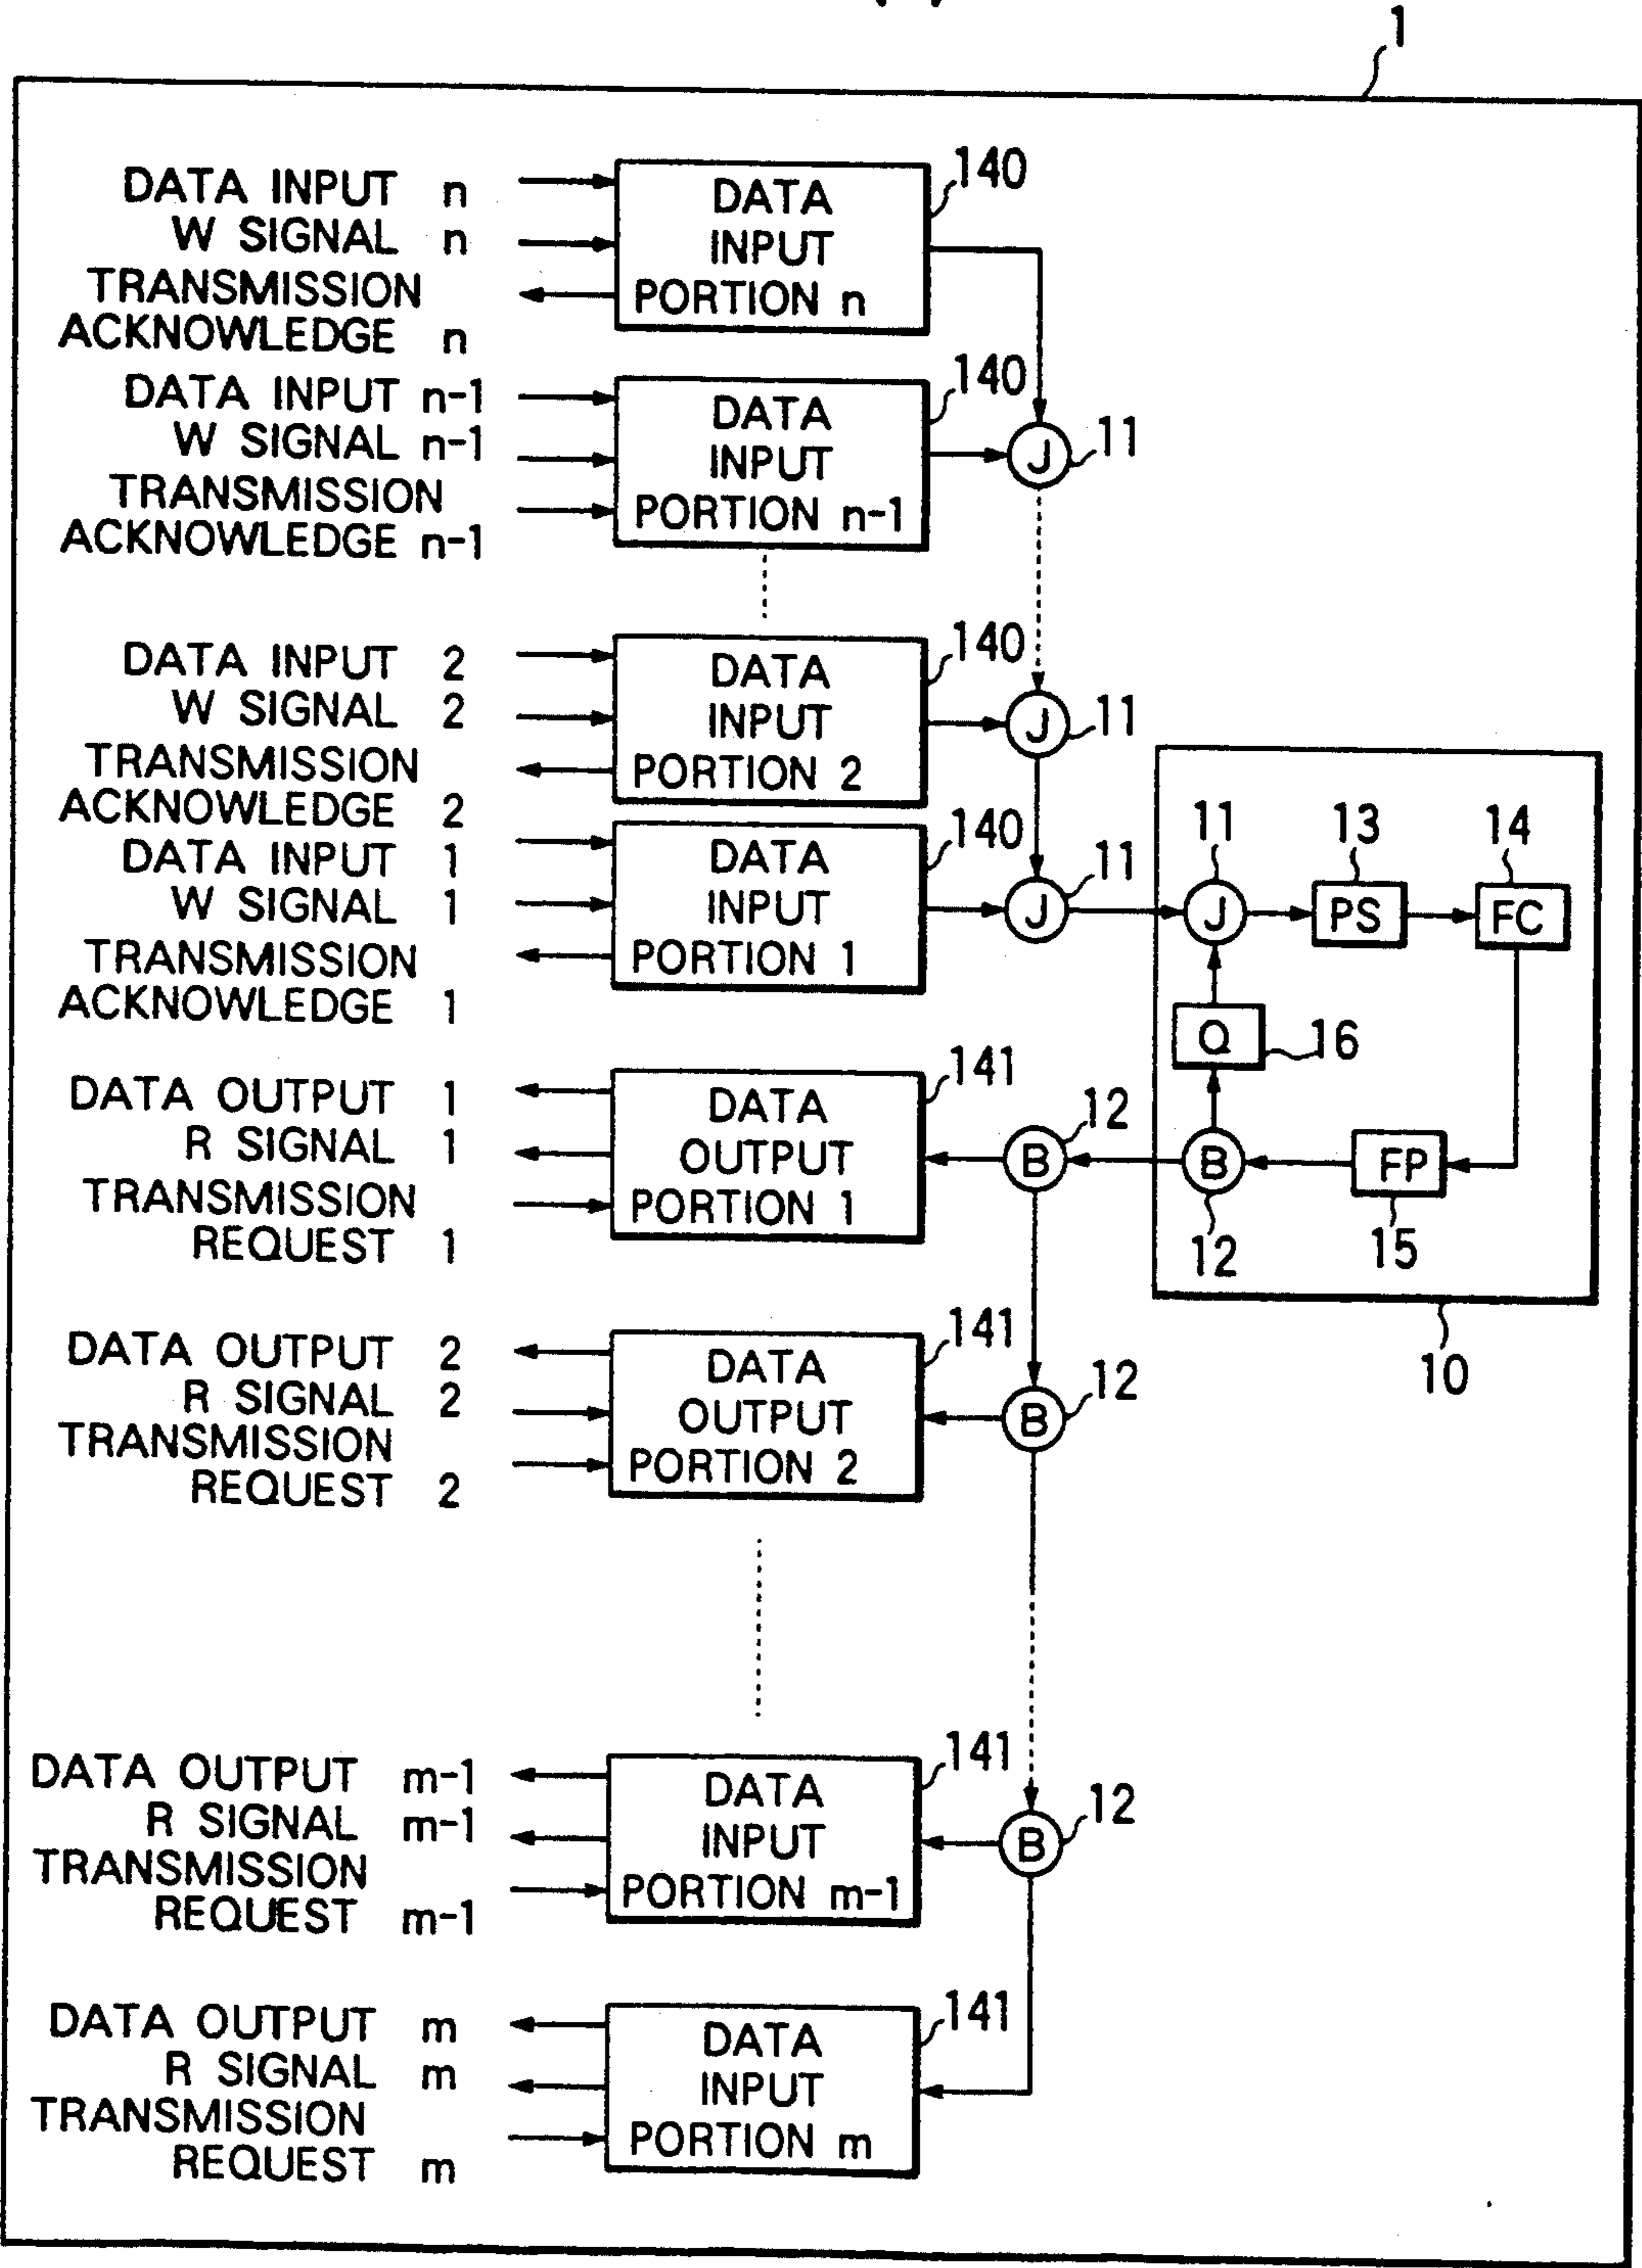 1
DATA INPUT n
W SIGNAL n
TRANSMISSION
ACKNOWLEDGE n
DATA
INPUT
PORTION n
140
DATA INPUT n-1
W SIGNAL n-1
TRANSMISSION
ACKNOWLEDGE n-1
DATA
INPUT
PORTION n-1
140
J
11
DATA INPUT 2
W SIGNAL 2
TRANSMISSION
ACKNOWLEDGE 2
DATA
INPUT
PORTION 2
140
J
11
DATA INPUT 1
W SIGNAL 1
TRANSMISSION
ACKNOWLEDGE 1
DATA
INPUT
PORTION 1
140
J
11
11
J
13
PS
14
FC
Q
16
DATA OUTPUT 1
R SIGNAL 1
TRANSMISSION
REQUEST 1
DATA
OUTPUT
PORTION 1
141
B
12
B
12
FP
15
10
DATA OUTPUT 2
R SIGNAL 2
TRANSMISSION
REQUEST 2
DATA
OUTPUT
PORTION 2
141
B
12
DATA OUTPUT m-1
R SIGNAL m-1
TRANSMISSION
REQUEST m-1
DATA
INPUT
PORTION m-1
141
B
12
DATA OUTPUT m
R SIGNAL m
TRANSMISSION
REQUEST m
DATA
INPUT
PORTION m
141